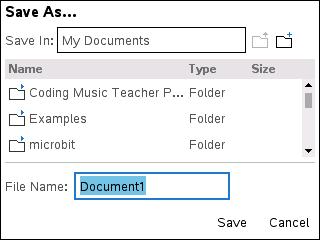 Save As...
Save In: My Documents
Name Type Size
Coding Music Teacher P... Folder
Examples Folder
microbit Folder
File Name: Document1
Save Cancel